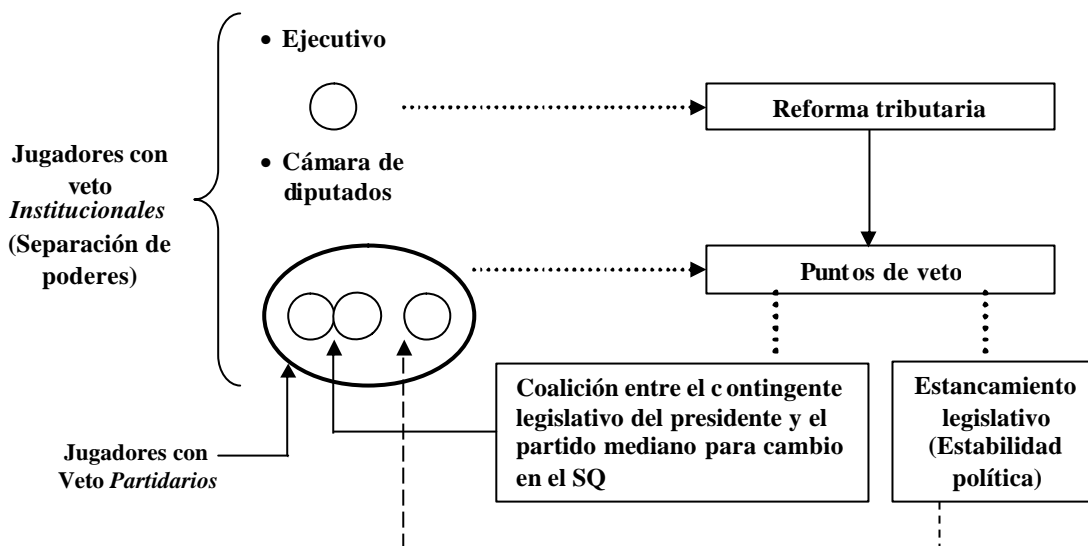 • Ejecutivo
Reforma tributaria
Jugadores con
veto
Institucionales
(Separación de
poderes)
• Cámara de
diputados
Puntos de veto
Coalición entre el contingente
legislativo del presidente y el
partido mediano para cambio
en el SQ
Estancamiento
legislativo
(Estabilidad
política)
Jugadores con
Veto Partidarios